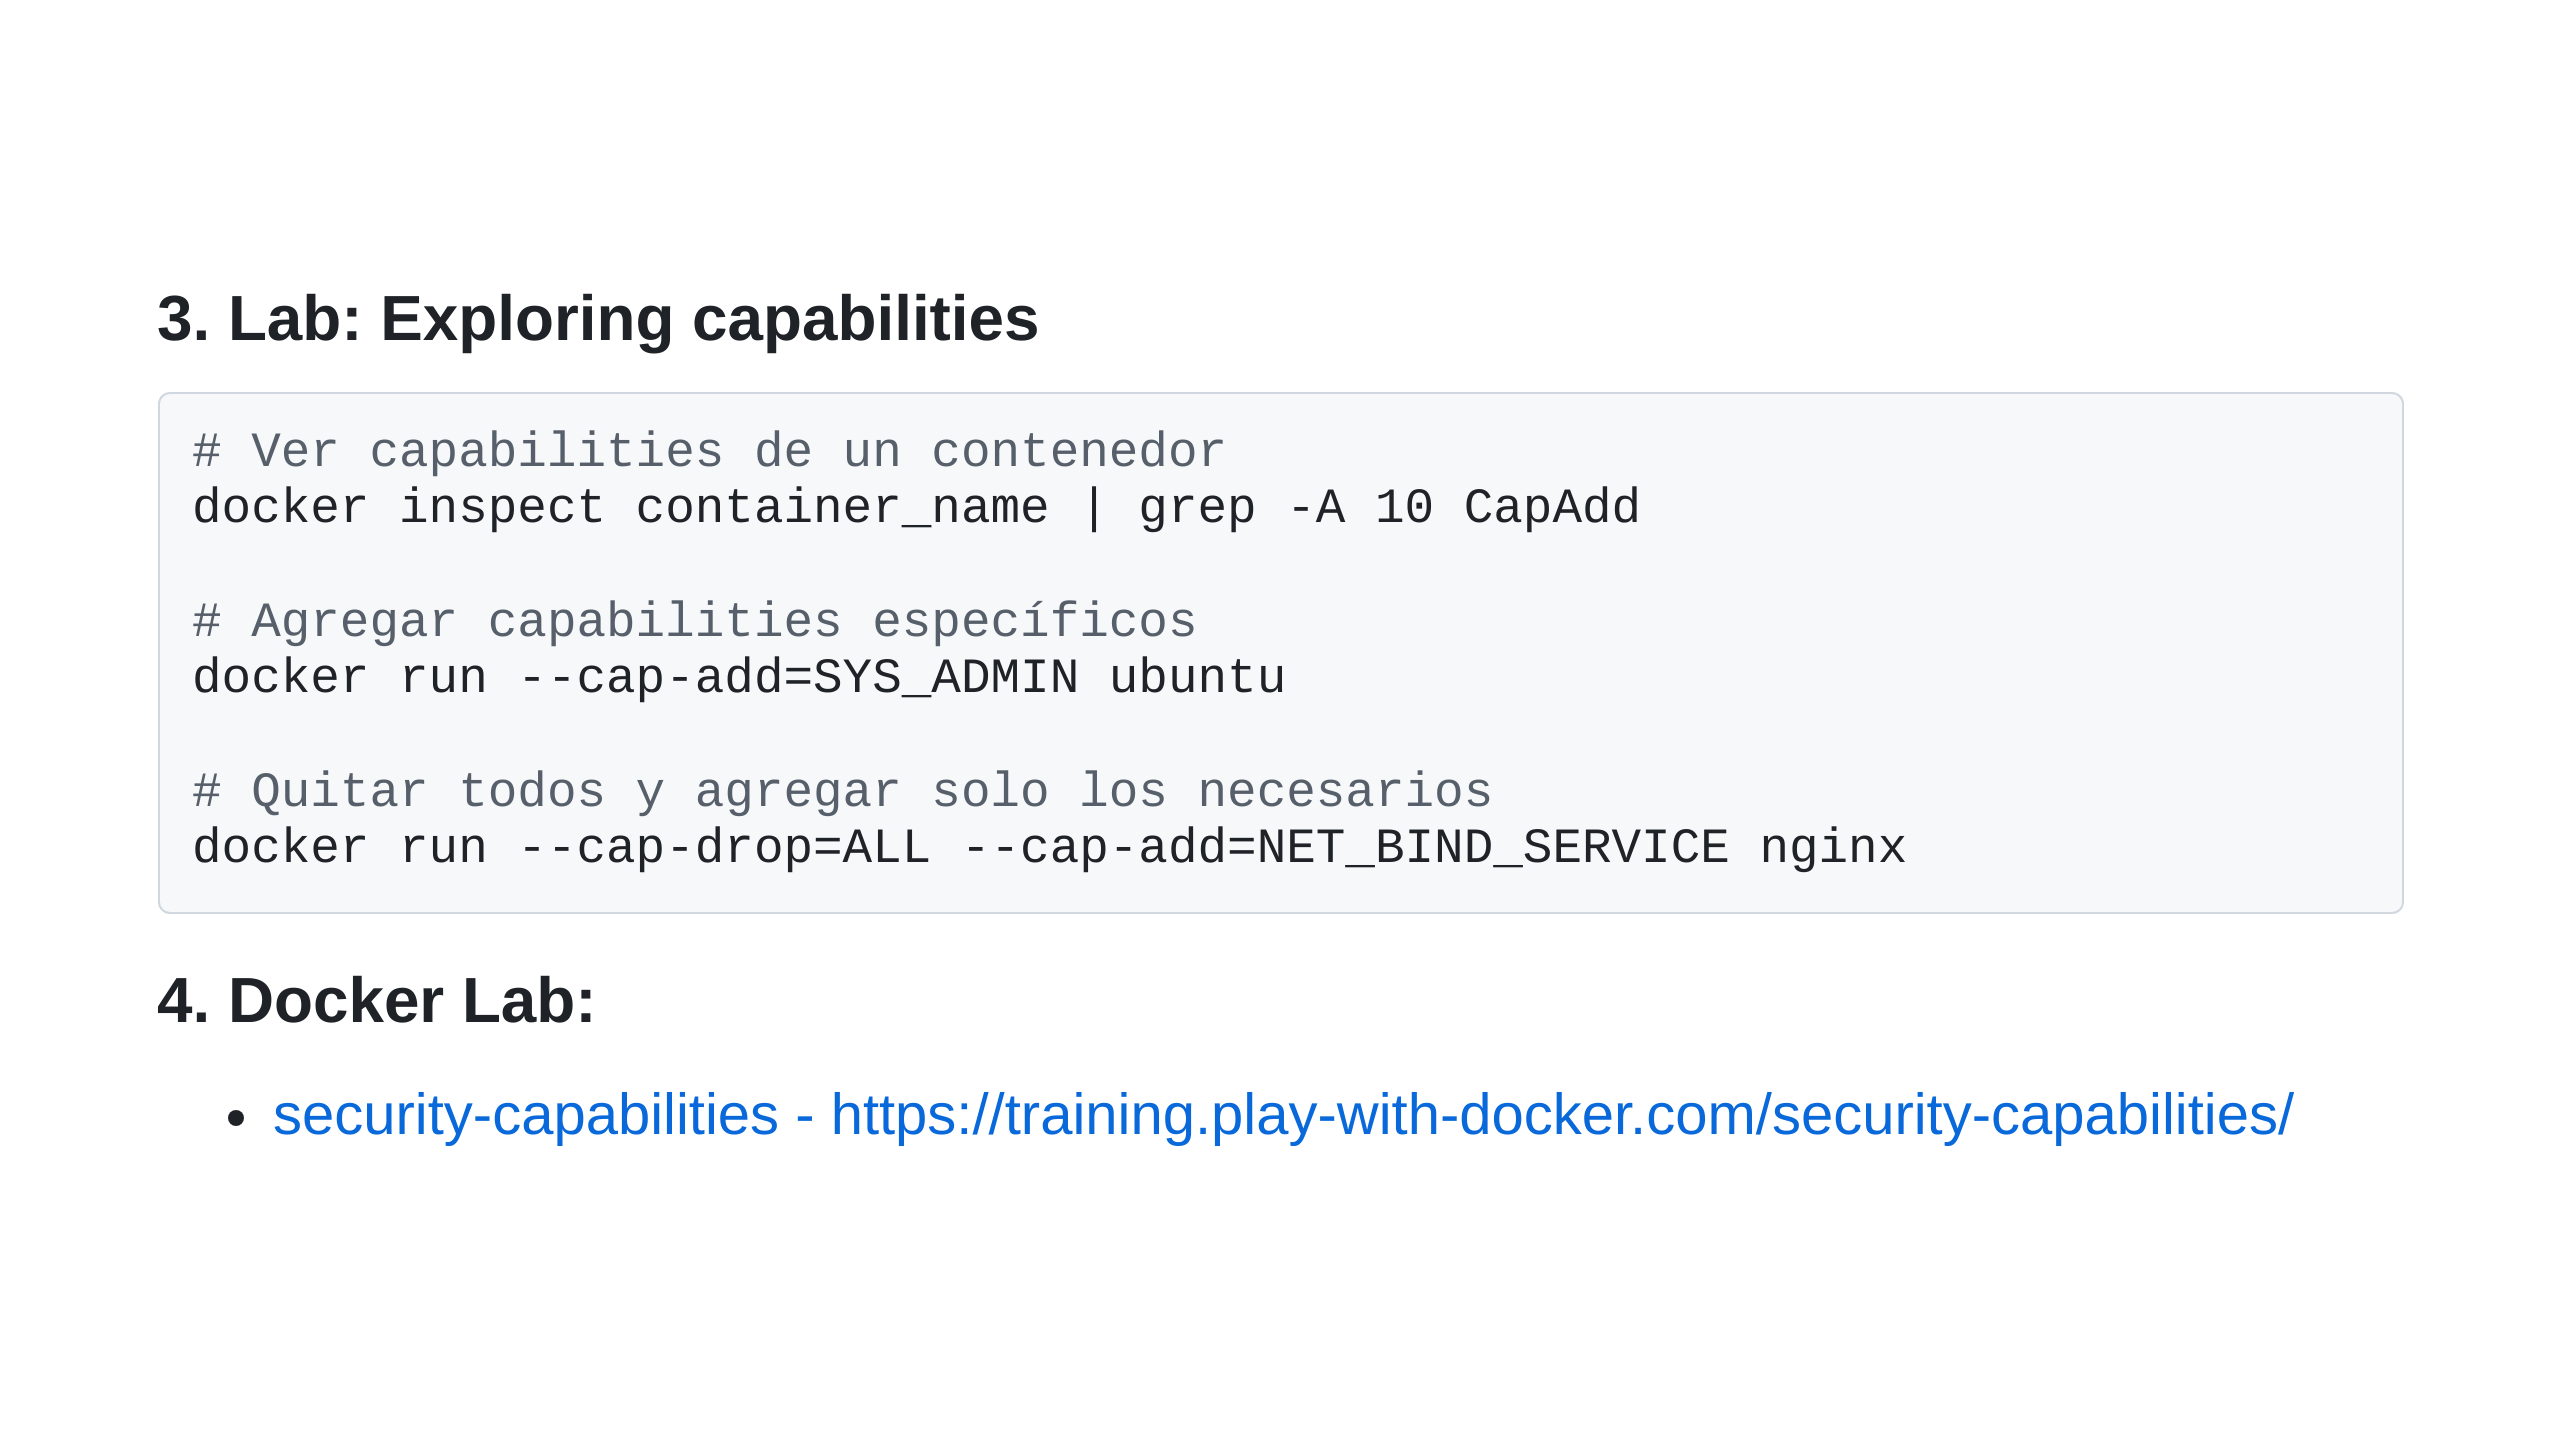 3. Lab: Exploring capabilities
# Ver capabilities de un contenedor
docker inspect container_name | grep -A 10 CapAdd
# Agregar capabilities específicos
docker run --cap-add=SYS_ADMIN ubuntu
# Quitar todos y agregar solo los necesarios
docker run --cap-drop=ALL --cap-add=NET_BIND_SERVICE nginx
4. Docker Lab:
• security-capabilities - https://training.play-with-docker.com/security-capabilities/